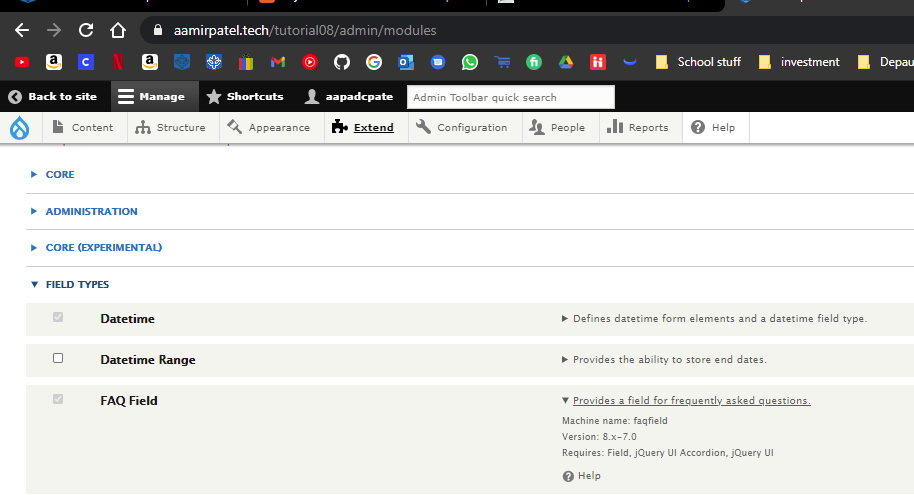 aamirpatel.tech/tutorial08/admin/modules
School stuff investment Depau
Back to site Manage Shortcuts aapadcpate Admin Toolbar quick search
Content Structure Appearance Extend Configuration People Reports Help
CORE
ADMINISTRATION
CORE (EXPERIMENTAL)
FIELD TYPES
Datetime Defines datetime form elements and a datetime field type.
Datetime Range Provides the ability to store end dates.
FAQ Field Provides a field for frequently asked questions.
Machine name: faqfield
Version: 8.x-7.0
Requires: Field, jQuery UI Accordion, jQuery UI
Help